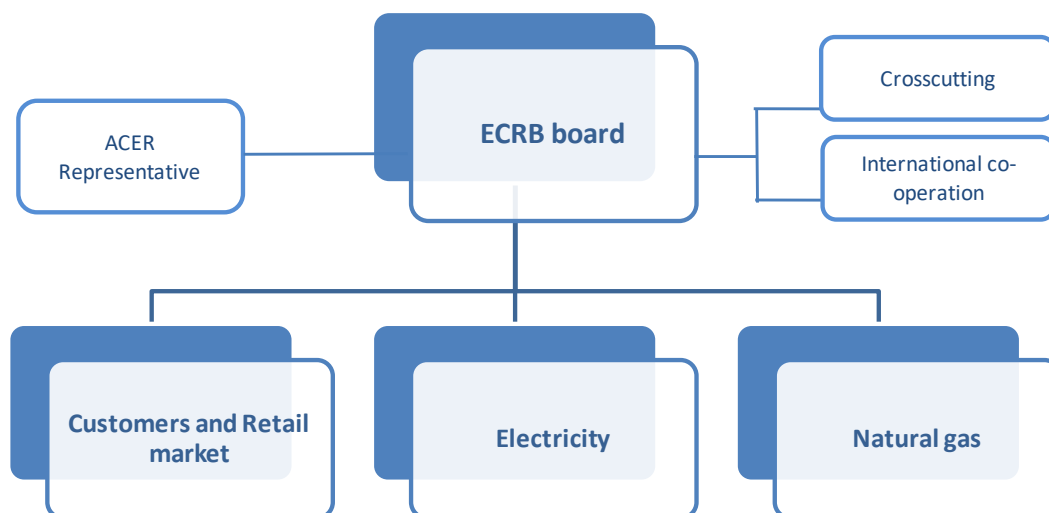 Crosscutting
ECRB board
ACER
Representative
International co-
operation
Customers and Retail
market
Electricity
Natural gas